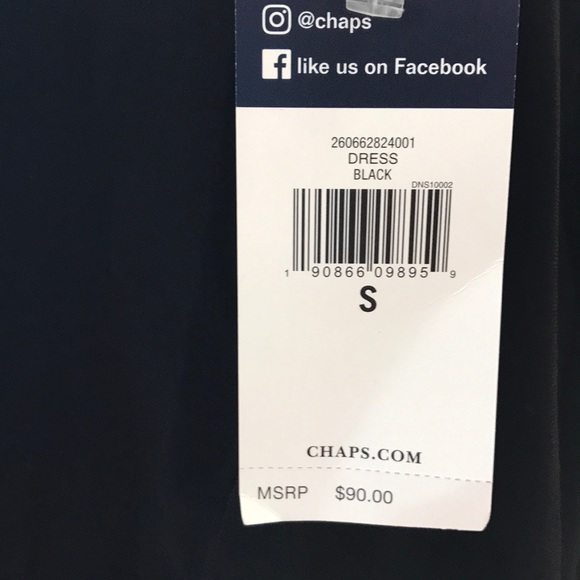 @chaps
like us on Facebook
260662824001
DRESS
BLACK
DNS10002
1 90866 09895 9
S
CHAPS.COM
MSRP $90.00